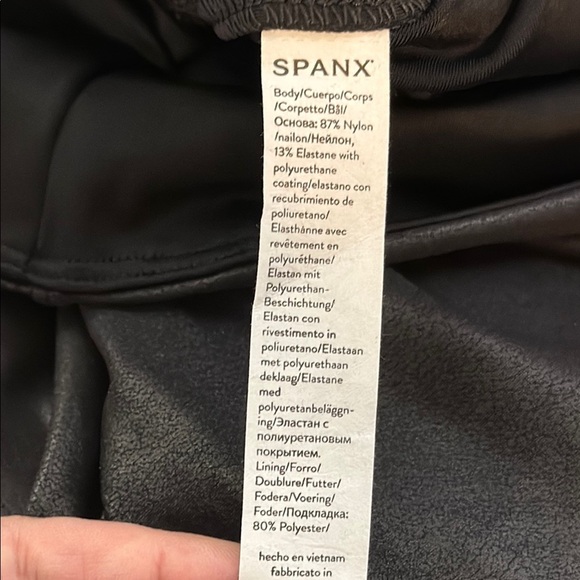 SPANX
Body/Cuerpo/Corps
/Corpetto/Bål/
Основа: 87% Nylon
/nailon/Нейлон,
13% Elastane with
polyurethane
coating/elastano con
recubrimiento de
poliuretano/
Elasthànne avec
revêtement en
polyuréthane/
Elastan mit
Polyurethan-
Beschichtung/
Elastan con
rivestimento in
poliuretano/Elastaan
met polyurethaan
deklaag/Elastane
med
polyuretanbeläggn-
ing/Эластан с
полиуретановым
покрытием.
Lining/Forro/
Doublure/Futter/
Fodera/Voering/
Foder/Подкладка:
80% Polyester/
hecho en vietnam
fabbricato in